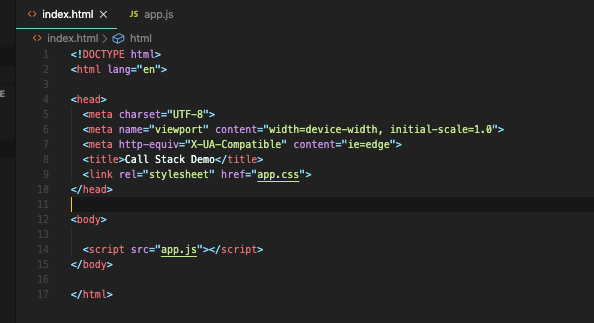 index.html × JS app.js
index.html > html
1 <!DOCTYPE html>
2 <html lang="en">
3
4 <head>
5 <meta charset="UTF-8">
6 <meta name="viewport" content="width=device-width, initial-scale=1.0">
7 <meta http-equiv="X-UA-Compatible" content="ie=edge">
8 <title>Call Stack Demo</title>
9 <link rel="stylesheet" href="app.css">
10 </head>
11
12 <body>
13
14 <script src="app.js"></script>
15 </body>
16
17 </html>
E